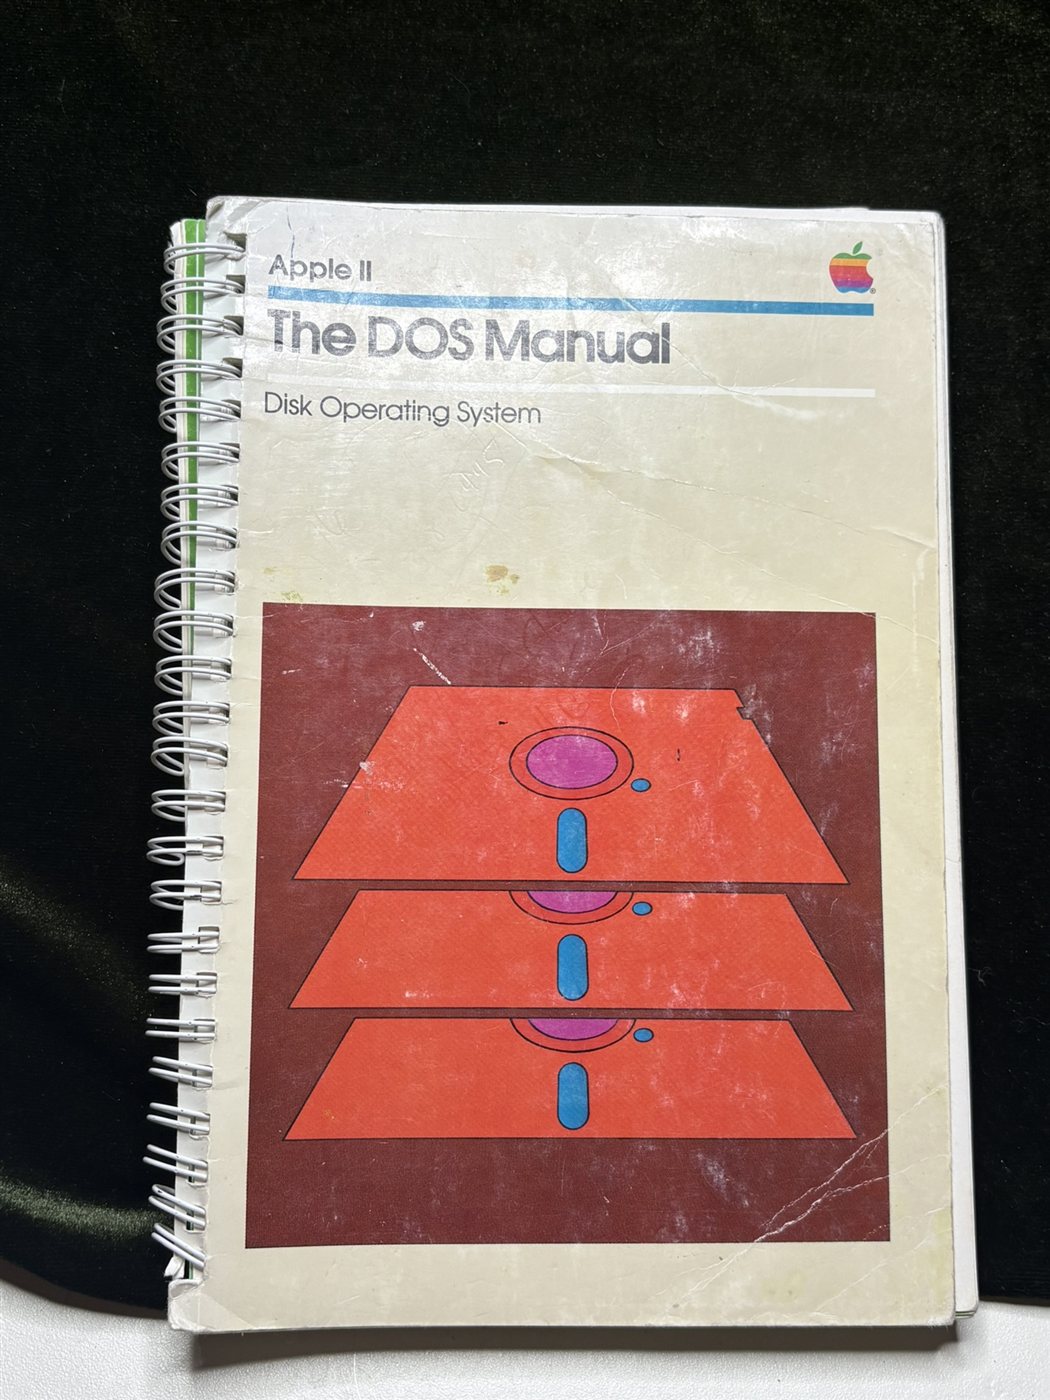 Apple II
The DOS Manual
Disk Operating System
®